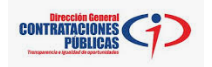 Dirección General
CONTRATACIONES
PÚBLICAS
Transparencia e Igualdad de oportunidades